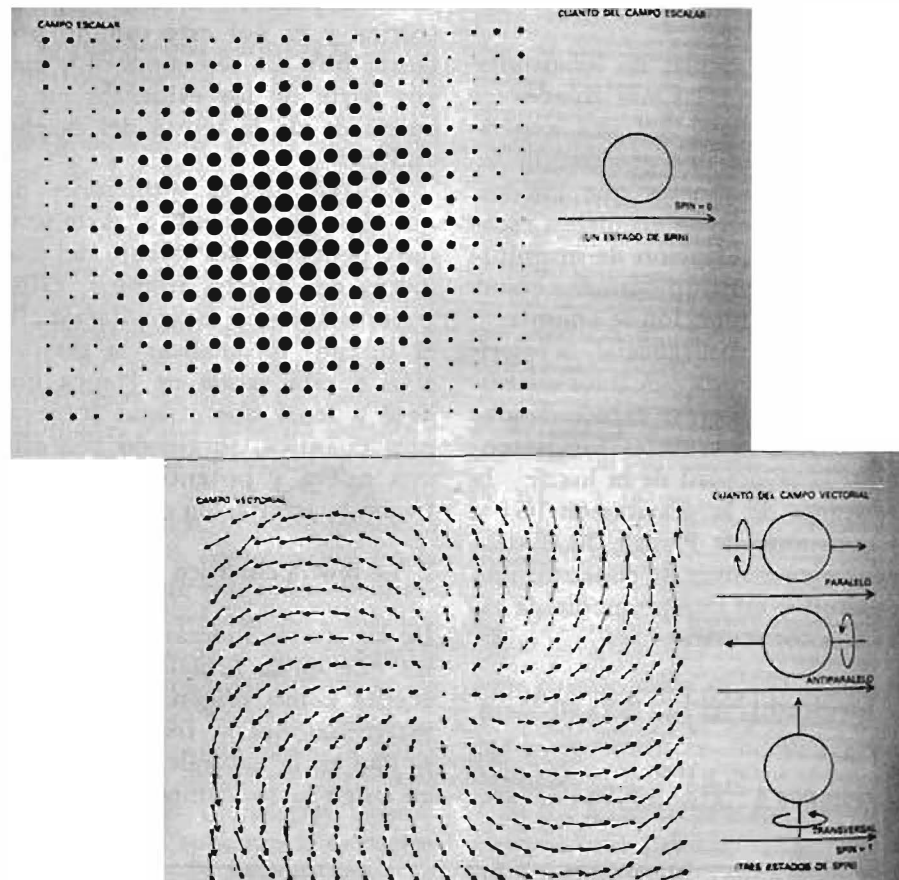 CAMPO ESCALAR
CUANTO DEL CAMPO ESCALAR
SPIN = 0
(UN ESTADO DE SPIN)
CAMPO VECTORIAL
CUANTO DEL CAMPO VECTORIAL
PARALELO
ANTIPARALELO
TRANSVERSAL
SPIN = 1
(TRES ESTADOS DE SPIN)